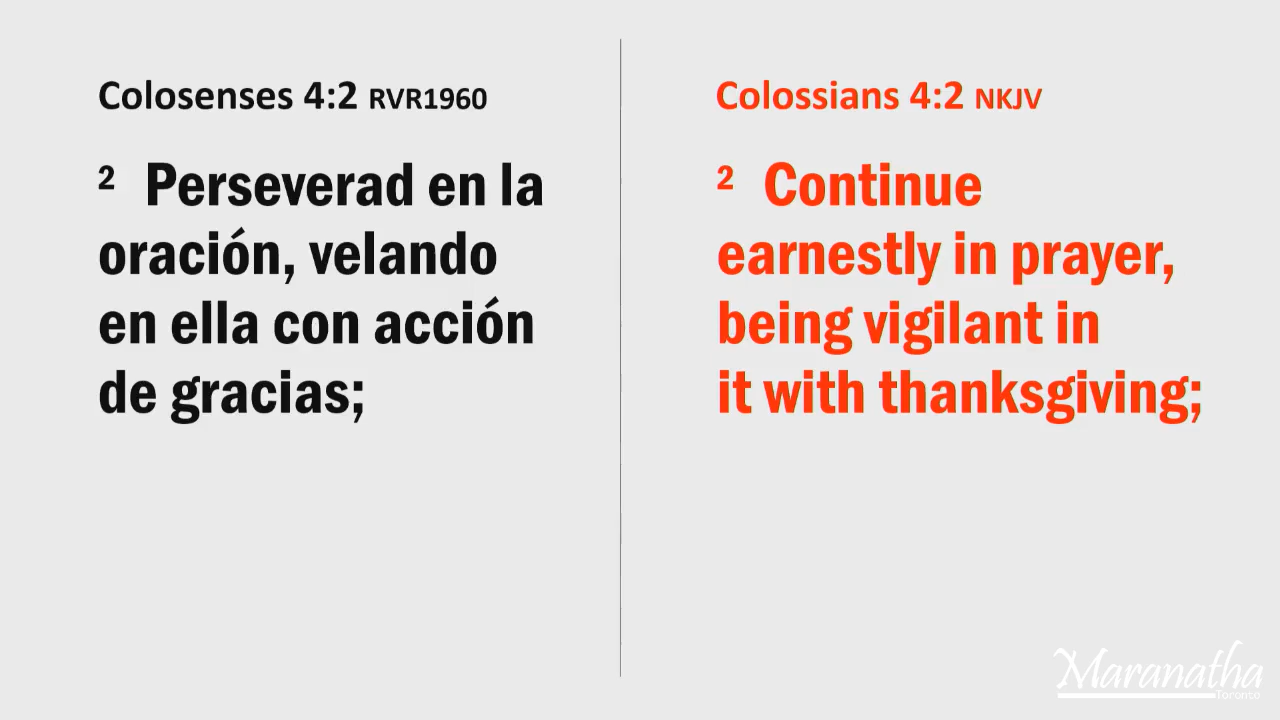 Colosenses 4:2 RVR1960
2 Perseverad en la
oración, velando
en ella con acción
de gracias;
Colossians 4:2 NKJV
2 Continue
earnestly in prayer,
being vigilant in
it with thanksgiving;
Maranatha
Toronto